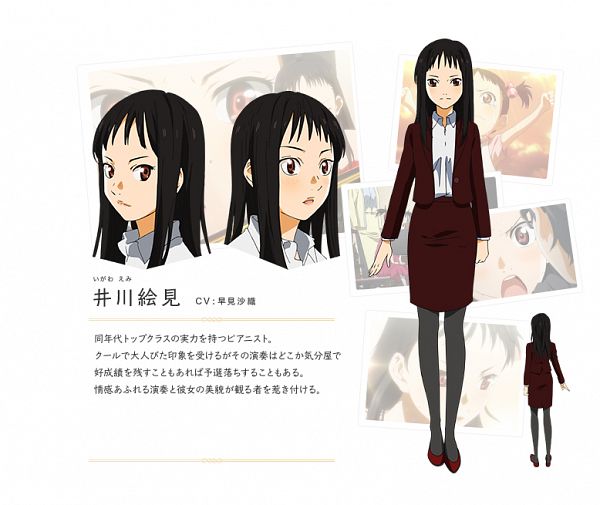 いがわ えみ
井川絵見 CV:早見沙織
同年代トップクラスの実力を持つピアニスト。
クールで大人びた印象を受けるがその演奏はどこか気分屋で
好成績を残すこともあれば予選落ちすることもある。
情感あふれる演奏と彼女の美貌が観る者を惹き付ける。